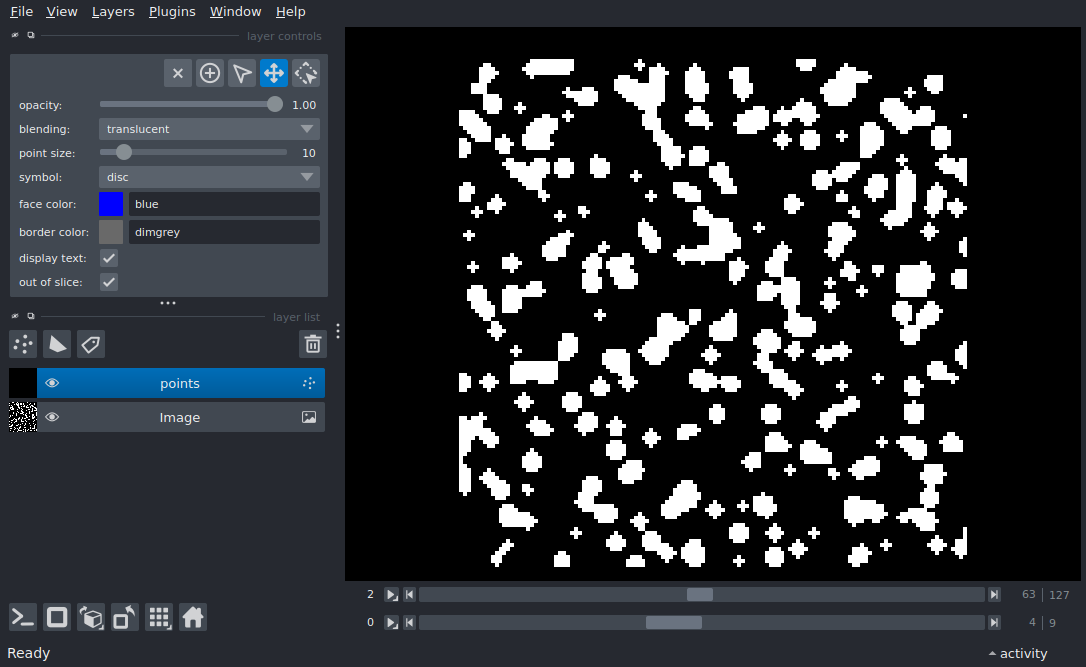 File View Layers Plugins Window Help
layer controls
opacity: 1.00
blending: translucent
point size: 10
symbol: disc
face color: blue
border color: dimgrey
display text:
out of slice:
layer list
points
Image
2 63 127
0 4 9
Ready activity